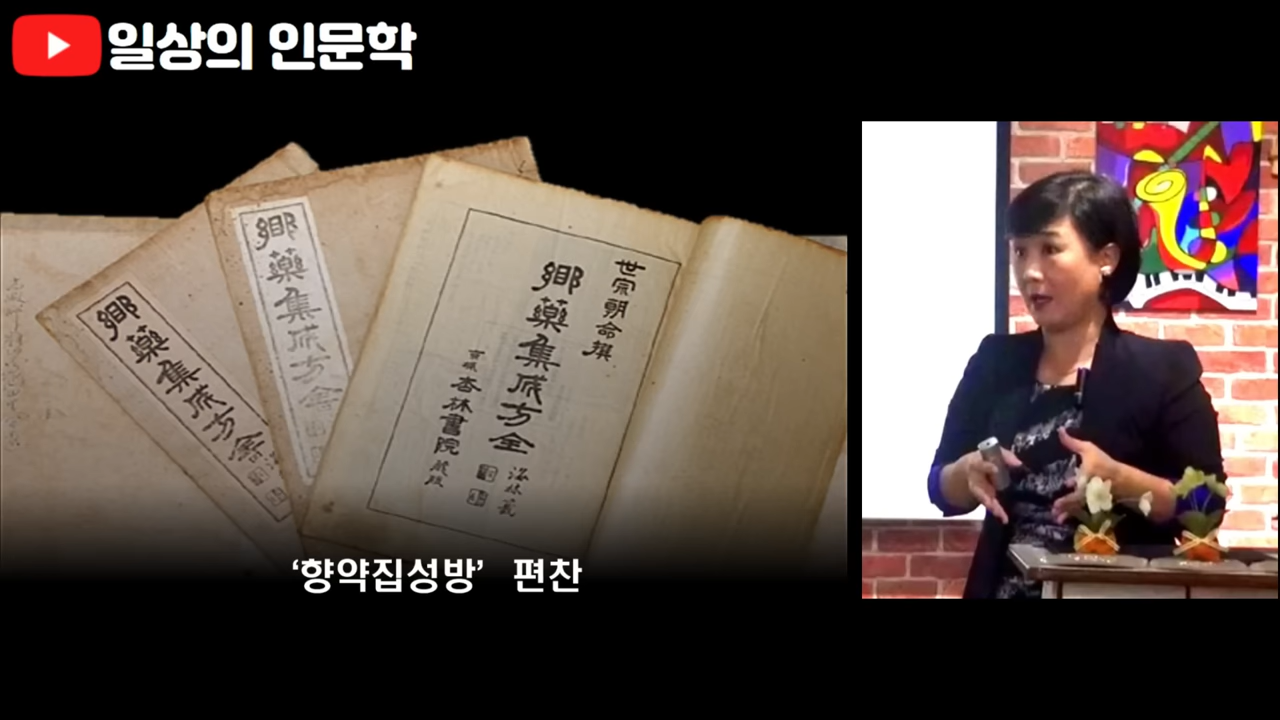 일상의 인문학
鄕藥集成方
鄕藥集成方
世宗朝命撰
鄕藥集成方全
杏林書院
‘향약집성방’ 편찬